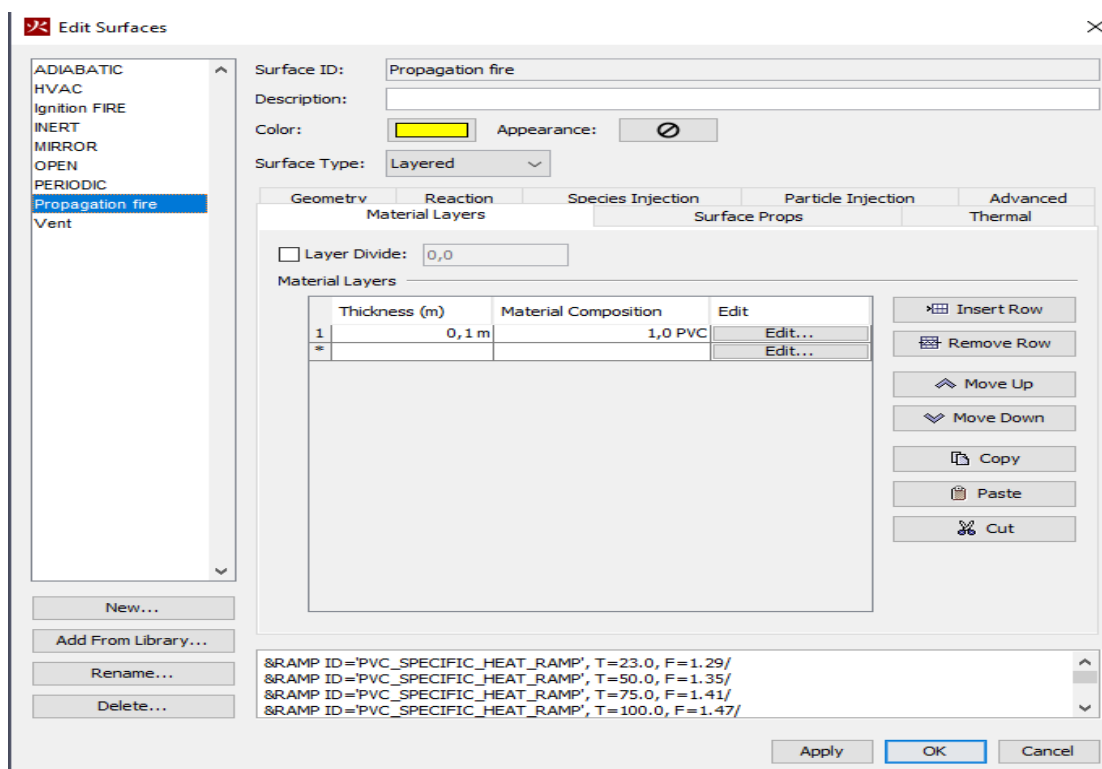 Edit Surfaces
ADIABATIC
HVAC
Ignition FIRE
INERT
MIRROR
OPEN
PERIODIC
Propagation fire
Vent
New...
Add From Library...
Rename...
Delete...
Surface ID: Propagation fire
Description:
Color: Appearance:
Surface Type: Layered
Geometry Reaction Species Injection Particle Injection Advanced
Material Layers Surface Props Thermal
Layer Divide: 0,0
Material Layers
Thickness (m) Material Composition Edit
1 0,1 m 1,0 PVC Edit...
* Edit...
Insert Row
Remove Row
Move Up
Move Down
Copy
Paste
Cut
&RAMP ID='PVC_SPECIFIC_HEAT_RAMP', T=23.0, F=1.29/
&RAMP ID='PVC_SPECIFIC_HEAT_RAMP', T=50.0, F=1.35/
&RAMP ID='PVC_SPECIFIC_HEAT_RAMP', T=75.0, F=1.41/
&RAMP ID='PVC_SPECIFIC_HEAT_RAMP', T=100.0, F=1.47/
Apply OK Cancel